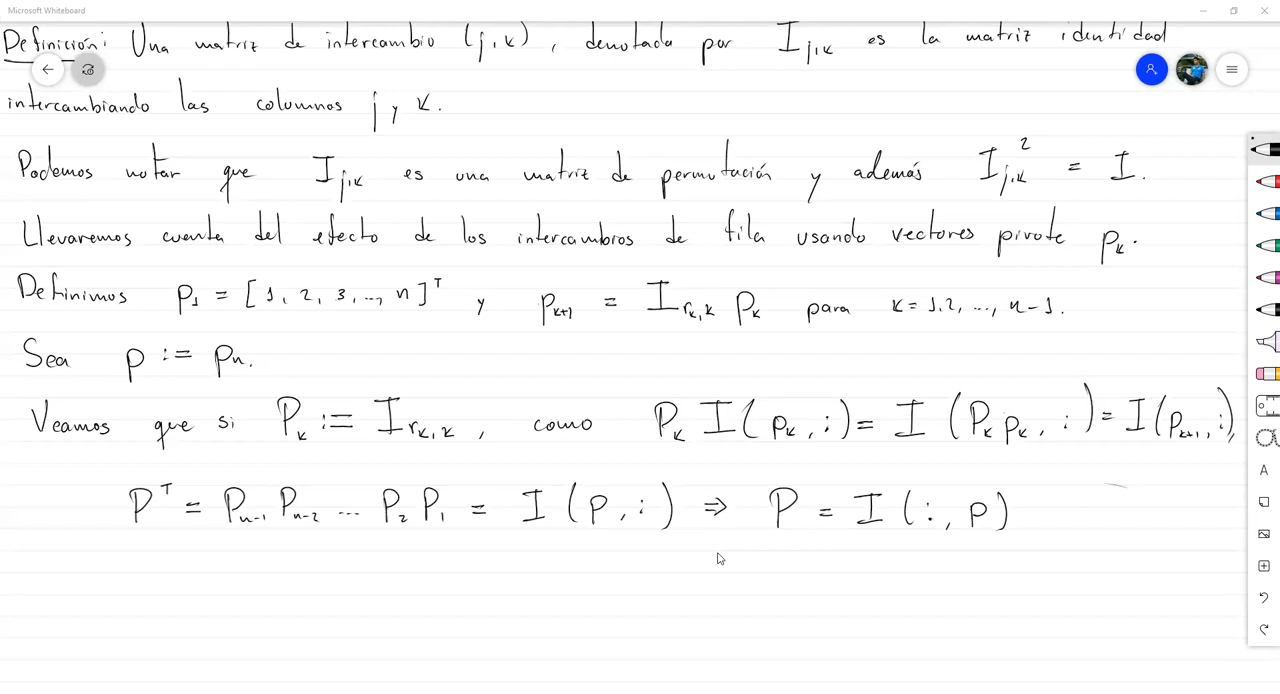 Microsoft Whiteboard
Definición: Una matriz de intercambio (j,k), denotada por I_{j,k} es la matriz identidad
intercambiando las columnas j y k.
Podemos notar que I_{j,k} es una matriz de permutación y además I_{j,k}^2 = I.
Llevaremos cuenta del efecto de los intercambios de fila usando vectores pivote p_k.
Definimos p_1 = [1, 2, 3, ..., n]^T y p_{k+1} = I_{r_k,k} p_k para k = 1, 2, ..., n-1.
Sea p := p_n.
Veamos que si P_k := I_{r_k,k}, como P_k I(p_k, :) = I(P_k p_k, :) = I(p_{k+1}, :),
P^T = P_{n-1} P_{n-2} ... P_2 P_1 = I(p, :) ⇒ P = I(:, p)
A